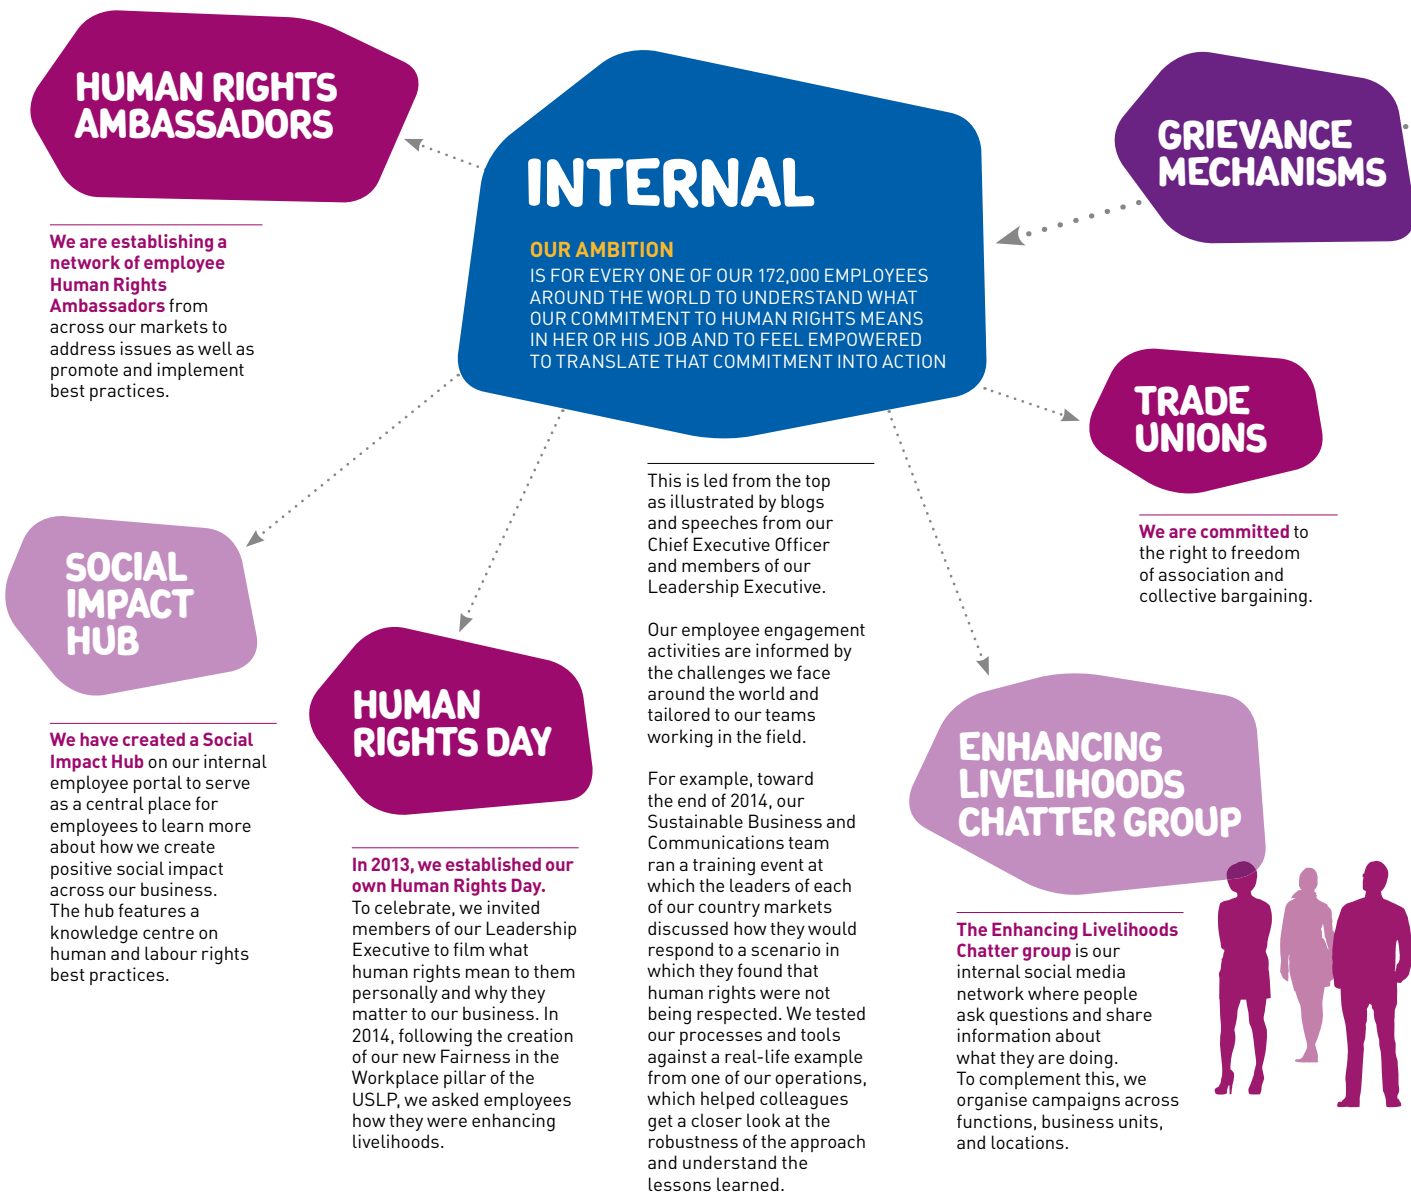 HUMAN RIGHTS
AMBASSADORS
We are establishing a
network of employee
Human Rights
Ambassadors from
across our markets to
address issues as well as
promote and implement
best practices.
INTERNAL
OUR AMBITION
IS FOR EVERY ONE OF OUR 172,000 EMPLOYEES
AROUND THE WORLD TO UNDERSTAND WHAT
OUR COMMITMENT TO HUMAN RIGHTS MEANS
IN HER OR HIS JOB AND TO FEEL EMPOWERED
TO TRANSLATE THAT COMMITMENT INTO ACTION
GRIEVANCE
MECHANISMS
TRADE
UNIONS
We are committed to
the right to freedom
of association and
collective bargaining.
SOCIAL
IMPACT
HUB
We have created a Social
Impact Hub on our internal
employee portal to serve
as a central place for
employees to learn more
about how we create
positive social impact
across our business.
The hub features a
knowledge centre on
human and labour rights
best practices.
HUMAN
RIGHTS DAY
In 2013, we established our
own Human Rights Day.
To celebrate, we invited
members of our Leadership
Executive to film what
human rights mean to them
personally and why they
matter to our business. In
2014, following the creation
of our new Fairness in the
Workplace pillar of the
USLP, we asked employees
how they were enhancing
livelihoods.
This is led from the top
as illustrated by blogs
and speeches from our
Chief Executive Officer
and members of our
Leadership Executive.
Our employee engagement
activities are informed by
the challenges we face
around the world and
tailored to our teams
working in the field.
For example, toward
the end of 2014, our
Sustainable Business and
Communications team
ran a training event at
which the leaders of each
of our country markets
discussed how they would
respond to a scenario in
which they found that
human rights were not
being respected. We tested
our processes and tools
against a real-life example
from one of our operations,
which helped colleagues
get a closer look at the
robustness of the approach
and understand the
lessons learned.
ENHANCING
LIVELIHOODS
CHATTER GROUP
The Enhancing Livelihoods
Chatter group is our
internal social media
network where people
ask questions and share
information about
what they are doing.
To complement this, we
organise campaigns across
functions, business units,
and locations.